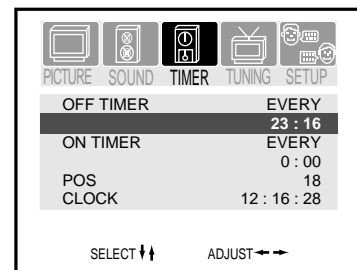 PICTURE SOUND TIMER TUNING SETUP
OFF TIMER EVERY
23 : 16
ON TIMER EVERY
0 : 00
POS 18
CLOCK 12 : 16 : 28
SELECT ADJUST